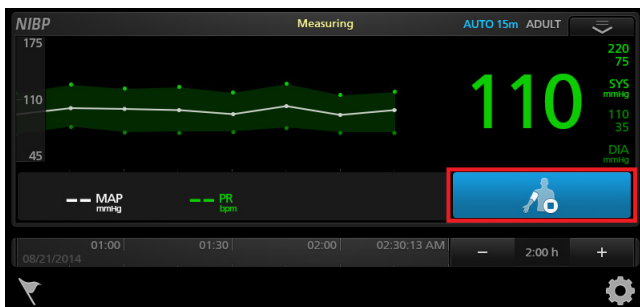 NIBP Measuring AUTO 15m ADULT
175
110
45
110
220
75
SYS
mmHg
110
35
DIA
mmHg
-- MAP
mmHg
-- PR
bpm
01:00 01:30 02:00 02:30:13 AM
08/21/2014
− 2:00 h +